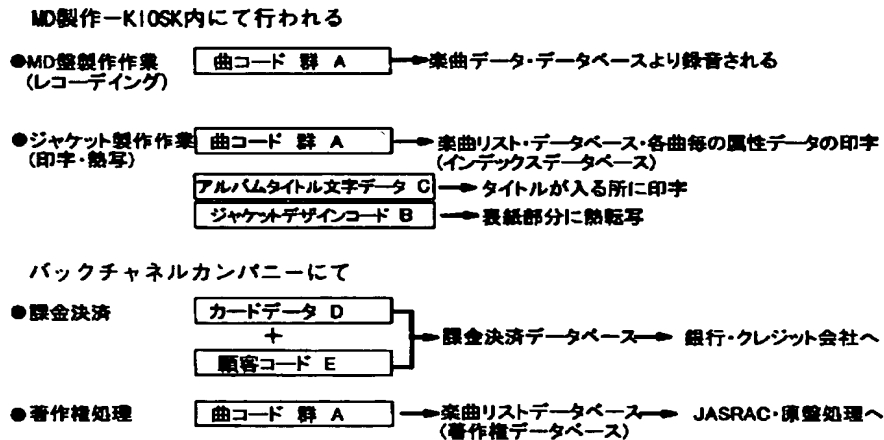 MD製作－KIOSK内にて行われる
●MD盤製作作業 曲コード 群 A 楽曲データ・データベースより録音される
(レコーデイング)
●ジャケット製作作業 曲コード 群 A 楽曲リスト・データベース・各曲毎の属性データの印字
(印字・熱写) (インデックスデータベース)
アルバムタイトル文字データ C タイトルが入る所に印字
ジャケットデザインコード B 表紙部分に熱転写
バックチャネルカンパニーにて
●課金決済 カードデータ D
+ 課金決済データベース 銀行・クレジット会社へ
顧客コード E
●著作権処理 曲コード 群 A 楽曲リストデータベース JASRAC・原盤処理へ
(著作権データベース)